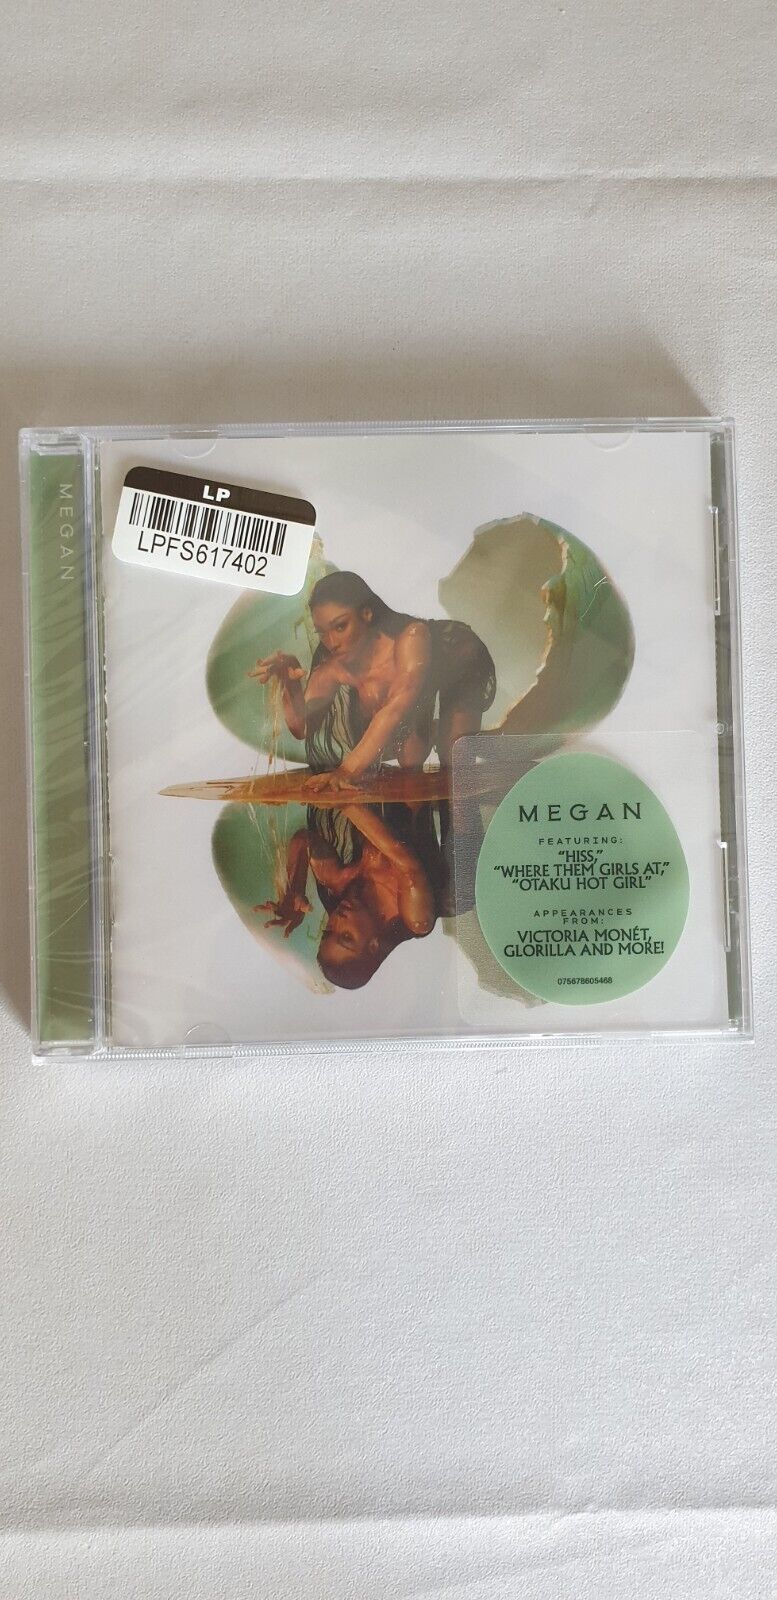 MEGAN
LP
LPFS617402
MEGAN
FEATURING:
“HISS,”
“WHERE THEM GIRLS AT,”
“OTAKU HOT GIRL”
APPEARANCES
FROM:
VICTORIA MONÉT,
GLORILLA AND MORE!
075678605468